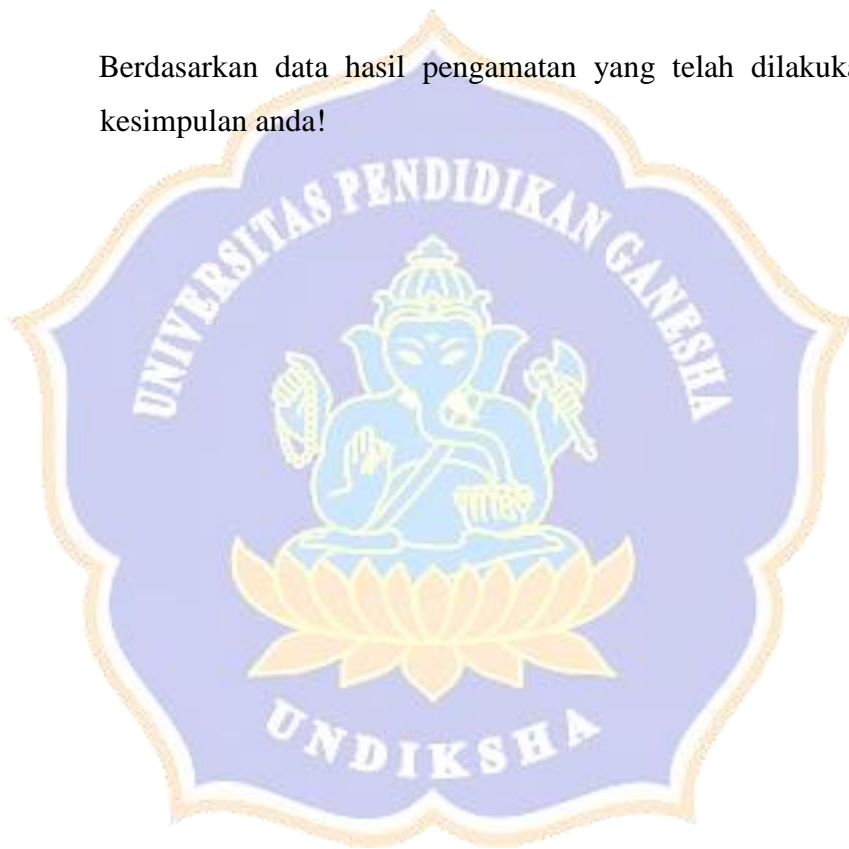 Berdasarkan data hasil pengamatan yang telah dilakuka
kesimpulan anda!
UNIVERSITAS PENDIDIKAN GANESHA
UNDIKSHA